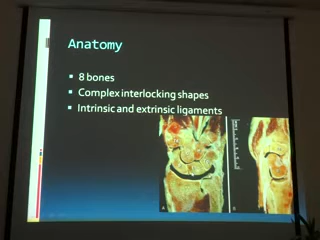 Anatomy
8 bones
Complex interlocking shapes
Intrinsic and extrinsic ligaments
A